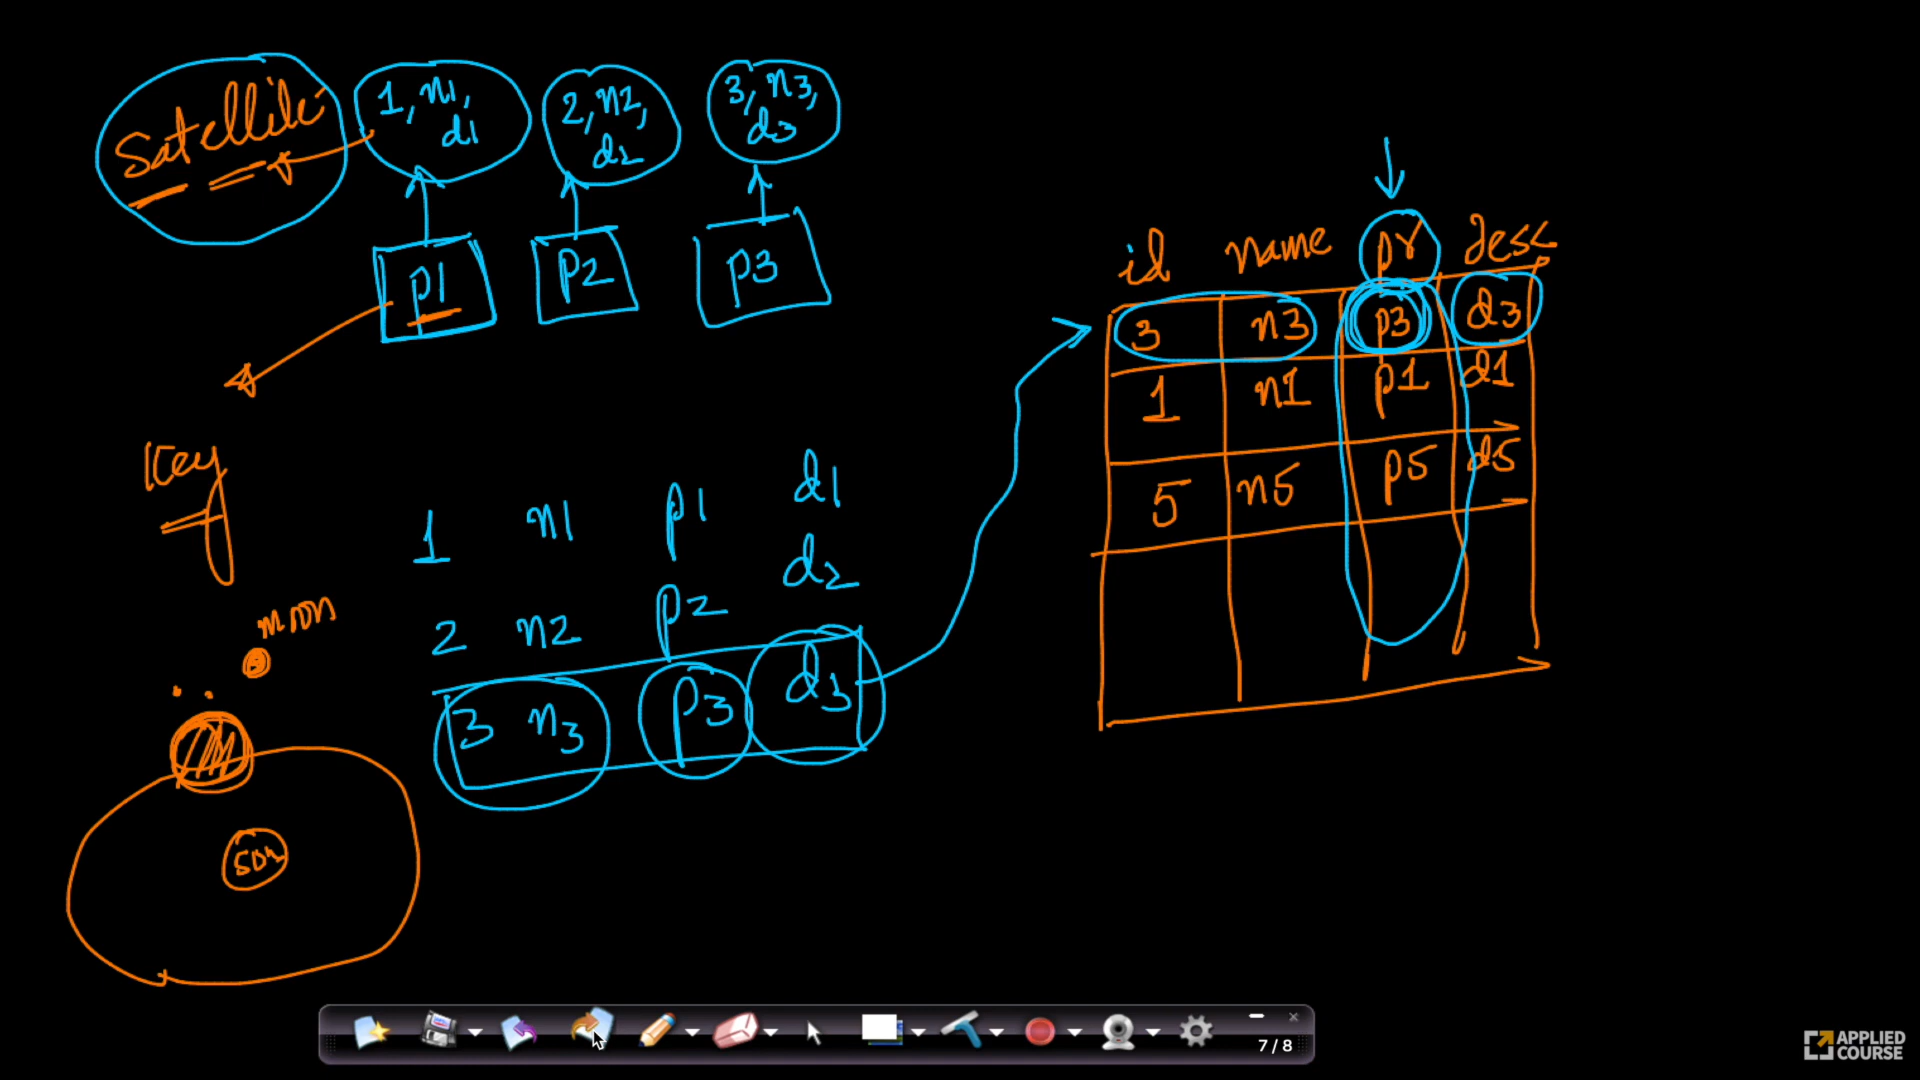 Satellite
1, n1,
d1
2, n2,
d2
3, n3,
d3
p1
p2
p3
Key
moon
sun
1 n1 p1 d1
2 n2 p2 d2
3 n3 p3 d3
id name pr desc
3 n3 p3 d3
1 n1 p1 d1
5 n5 p5 d5
7 / 8
APPLIED
COURSE